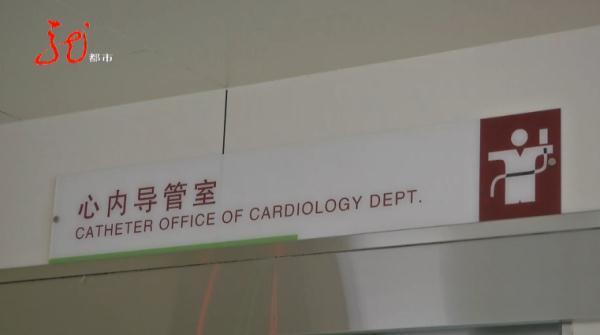 都市
心内导管室
CATHETER OFFICE OF CARDIOLOGY DEPT.